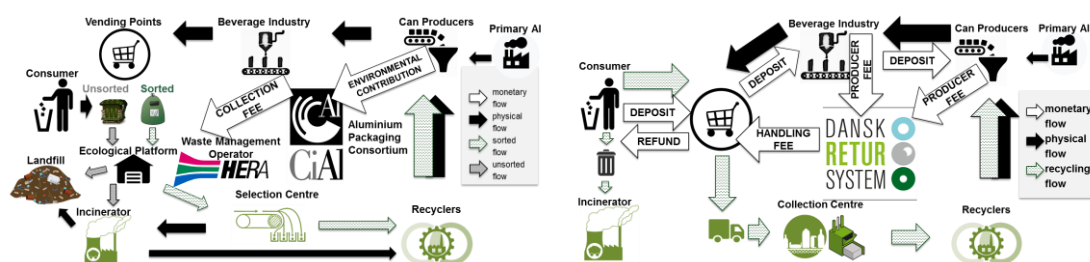 Vending Points
Beverage Industry
Can Producers
Primary Al
Consumer
Unsorted
Sorted
ENVIRONMENTAL
CONTRIBUTION
COLLECTION
FEE
monetary
flow
physical
flow
sorted
flow
unsorted
flow
Al
CiAl
Aluminium
Packaging
Consortium
Waste Management
Operator
HERA
Ecological Platform
Landfill
Incinerator
Selection Centre
Recyclers
Beverage Industry
Can Producers
Primary Al
Consumer
DEPOSIT
PRODUCER
FEE
DEPOSIT
PRODUCER
FEE
DEPOSIT
REFUND
HANDLING
FEE
DANSK
RETUR
SYSTEM
monetary
flow
physical
flow
recycling
flow
Incinerator
Collection Centre
Recyclers